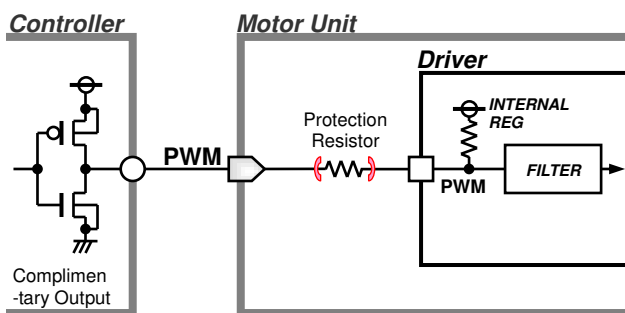 Controller
Motor Unit
Driver
Protection
Resistor
INTERNAL
REG
PWM
PWM
FILTER
Complimen
-tary Output